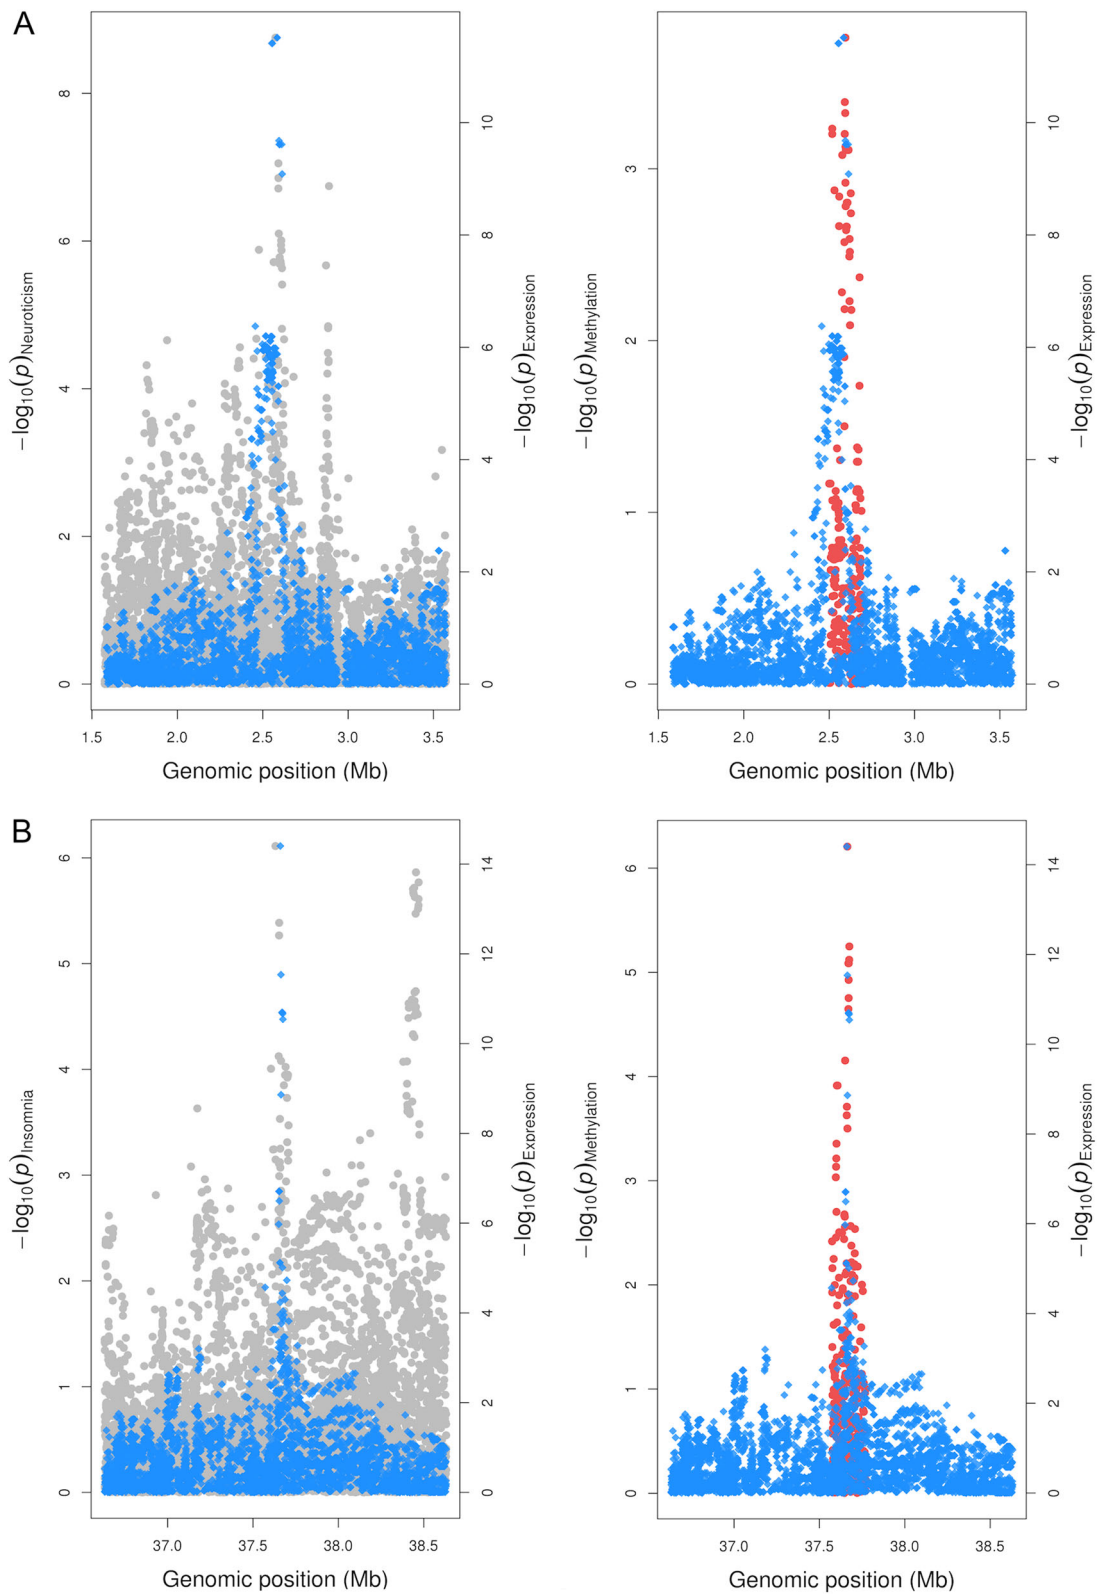 A
8
6
4
2
0
−log10(p)Neuroticism
10
8
6
4
2
0
−log10(p)Expression
1.5 2.0 2.5 3.0 3.5
Genomic position (Mb)
3
2
1
0
−log10(p)Methylation
10
8
6
4
2
0
−log10(p)Expression
1.5 2.0 2.5 3.0 3.5
Genomic position (Mb)
B
6
5
4
3
2
1
0
−log10(p)Insomnia
14
12
10
8
6
4
2
0
−log10(p)Expression
37.0 37.5 38.0 38.5
Genomic position (Mb)
6
5
4
3
2
1
0
−log10(p)Methylation
14
12
10
8
6
4
2
0
−log10(p)Expression
37.0 37.5 38.0 38.5
Genomic position (Mb)